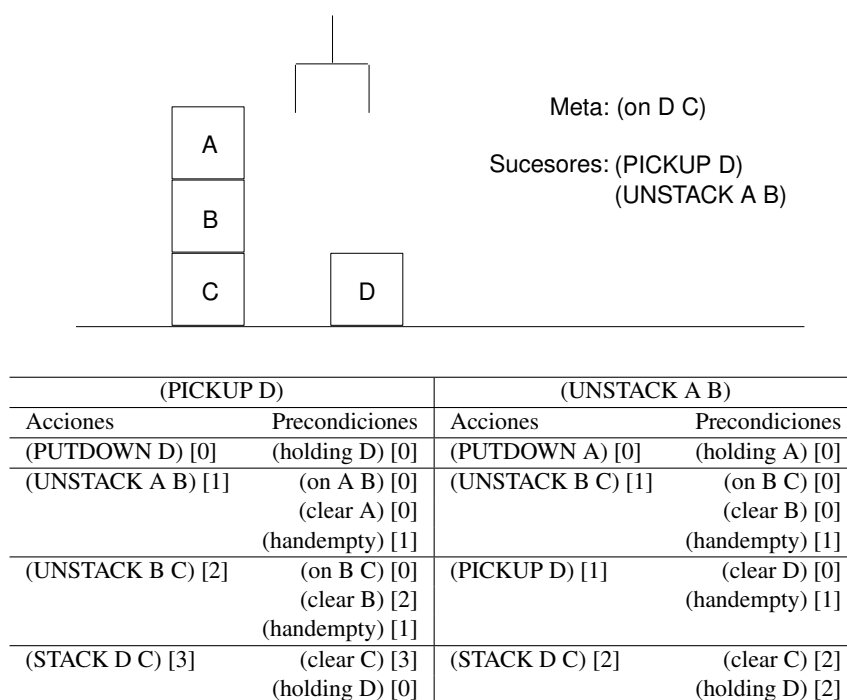 A
B
C
D
Meta: (on D C)
Sucesores: (PICKUP D)
(UNSTACK A B)
(PICKUP D) (UNSTACK A B)
Acciones Precondiciones Acciones Precondiciones
(PUTDOWN D) [0] (holding D) [0] (PUTDOWN A) [0] (holding A) [0]
(UNSTACK A B) [1] (on A B) [0] (UNSTACK B C) [1] (on B C) [0]
(clear A) [0] (clear B) [0]
(handempty) [1] (handempty) [1]
(UNSTACK B C) [2] (on B C) [0] (PICKUP D) [1] (clear D) [0]
(clear B) [2] (handempty) [1]
(handempty) [1]
(STACK D C) [3] (clear C) [3] (STACK D C) [2] (clear C) [2]
(holding D) [0] (holding D) [2]